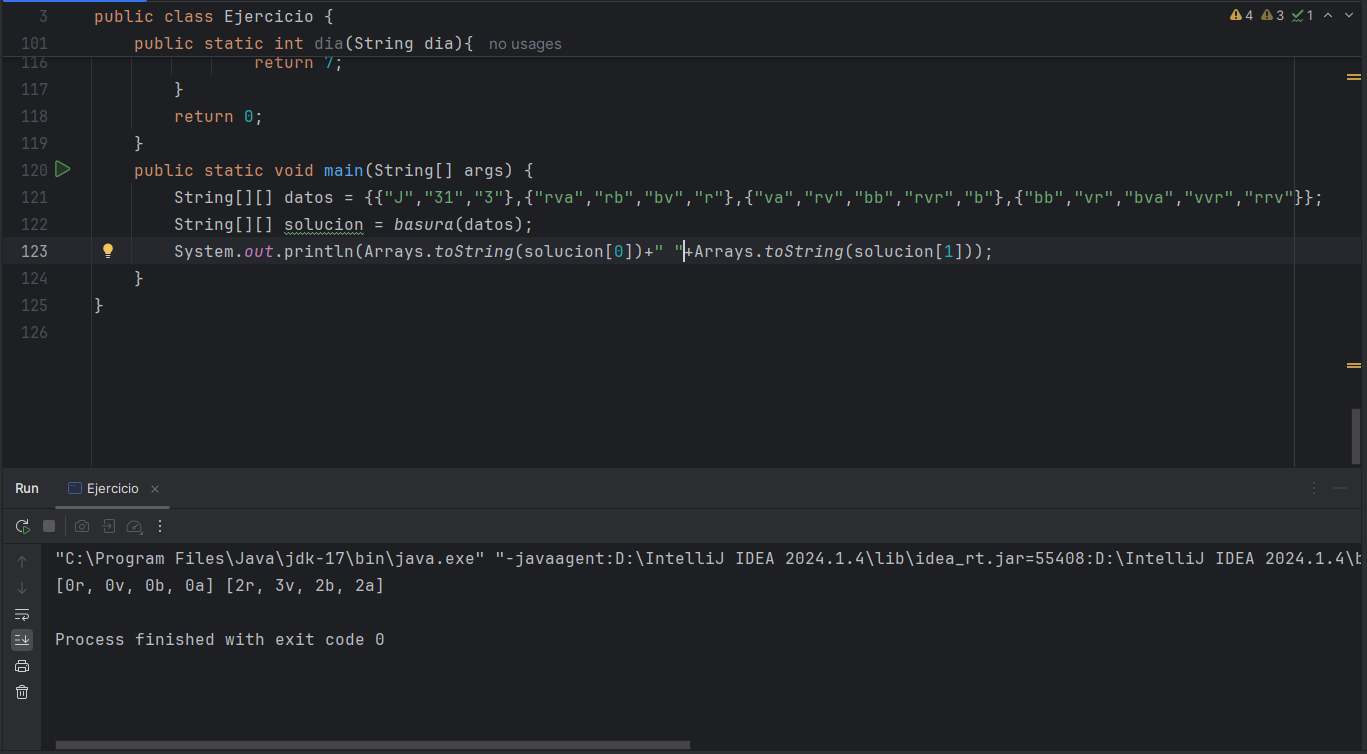 3 public class Ejercicio { 4 3 1
101 public static int dia(String dia){ no usages
116 return 7;
117 }
118 return 0;
119 }
120 public static void main(String[] args) {
121 String[][] datos = {{"J","31","3"},{"rva","rb","bv","r"},{"va","rv","bb","rvr","b"},{"bb","vr","bva","vvr","rrv"}};
122 String[][] solucion = basura(datos);
123 System.out.println(Arrays.toString(solucion[0])+" "+Arrays.toString(solucion[1]));
124 }
125 }
126
Run Ejercicio
"C:\Program Files\Java\jdk-17\bin\java.exe" "-javaagent:D:\IntelliJ IDEA 2024.1.4\lib\idea_rt.jar=55408:D:\IntelliJ IDEA 2024.1.4\b
[0r, 0v, 0b, 0a] [2r, 3v, 2b, 2a]
Process finished with exit code 0